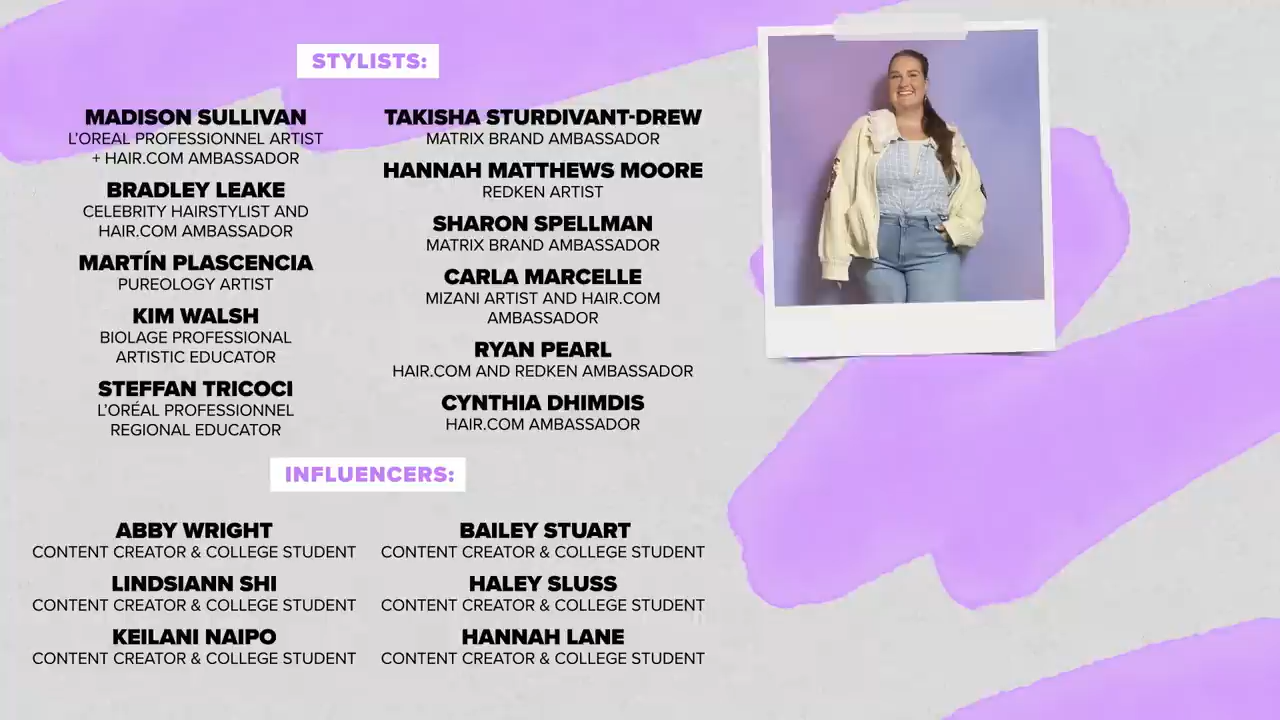 STYLISTS:
MADISON SULLIVAN
L'OREAL PROFESSIONNEL ARTIST
+ HAIR.COM AMBASSADOR
BRADLEY LEAKE
CELEBRITY HAIRSTYLIST AND
HAIR.COM AMBASSADOR
MARTÍN PLASCENCIA
PUREOLOGY ARTIST
KIM WALSH
BIOLAGE PROFESSIONAL
ARTISTIC EDUCATOR
STEFFAN TRICOCI
L'ORÉAL PROFESSIONNEL
REGIONAL EDUCATOR
TAKISHA STURDIVANT-DREW
MATRIX BRAND AMBASSADOR
HANNAH MATTHEWS MOORE
REDKEN ARTIST
SHARON SPELLMAN
MATRIX BRAND AMBASSADOR
CARLA MARCELLE
MIZANI ARTIST AND HAIR.COM
AMBASSADOR
RYAN PEARL
HAIR.COM AND REDKEN AMBASSADOR
CYNTHIA DHIMDIS
HAIR.COM AMBASSADOR
INFLUENCERS:
ABBY WRIGHT
CONTENT CREATOR & COLLEGE STUDENT
LINDSIANN SHI
CONTENT CREATOR & COLLEGE STUDENT
KEILANI NAIPO
CONTENT CREATOR & COLLEGE STUDENT
BAILEY STUART
CONTENT CREATOR & COLLEGE STUDENT
HALEY SLUSS
CONTENT CREATOR & COLLEGE STUDENT
HANNAH LANE
CONTENT CREATOR & COLLEGE STUDENT